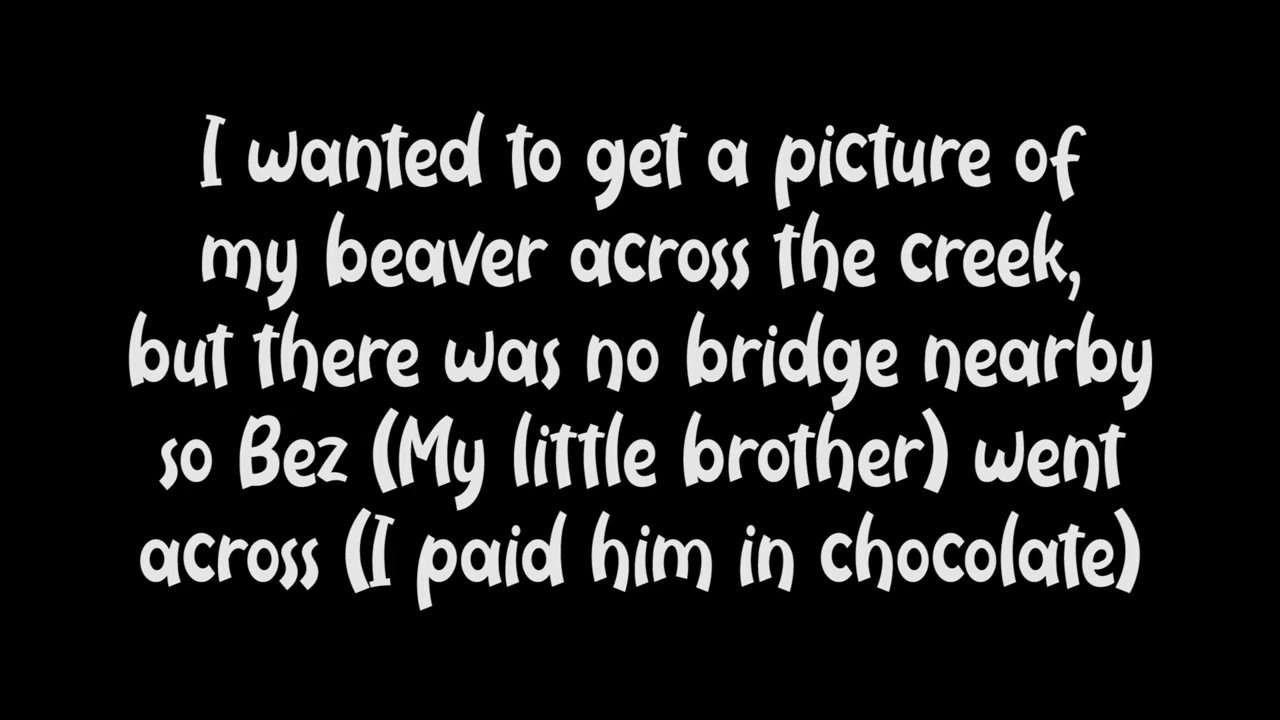 I wanted to get a picture of
my beaver across the creek,
but there was no bridge nearby
so Bez (My little brother) went
across (I paid him in chocolate)